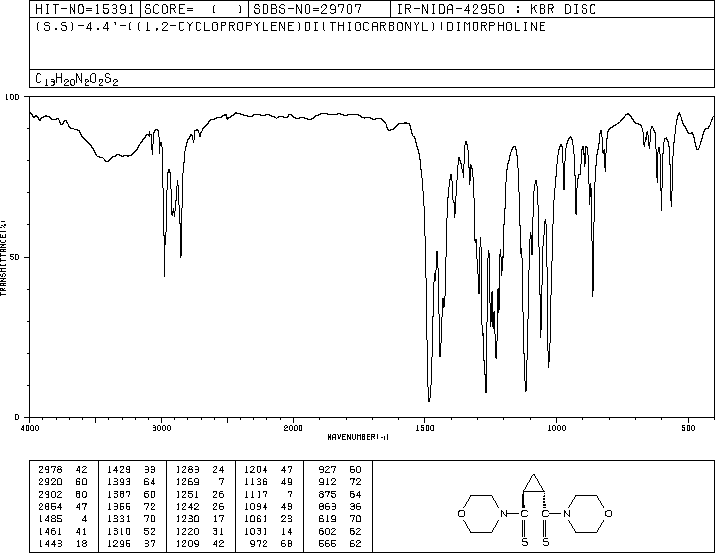 HIT-NO=15391 SCORE= ( ) SDBS-NO=29707 IR-NIDA-42950 : KBR DISC
(S,S)-4,4'-((1,2-CYCLOPROPYLENE)DI(THIOCARBONYL))DIMORPHOLINE
C13H20N2O2S2
100
50
0
TRANSMITTANCE(%)
4000 3000 2000 1500 1000 500
WAVENUMBER(-1)
2978 42 1429 39 1283 24 1204 47 927 60
2920 60 1393 64 1269 7 1136 49 912 72
2902 60 1387 60 1251 26 1117 7 875 64
2854 47 1366 72 1242 26 1094 49 863 36
1485 4 1331 70 1230 17 1061 23 619 70
1461 41 1310 52 1220 31 1031 14 602 62
1443 18 1295 37 1209 42 972 68 566 62
O N C C N O
S S